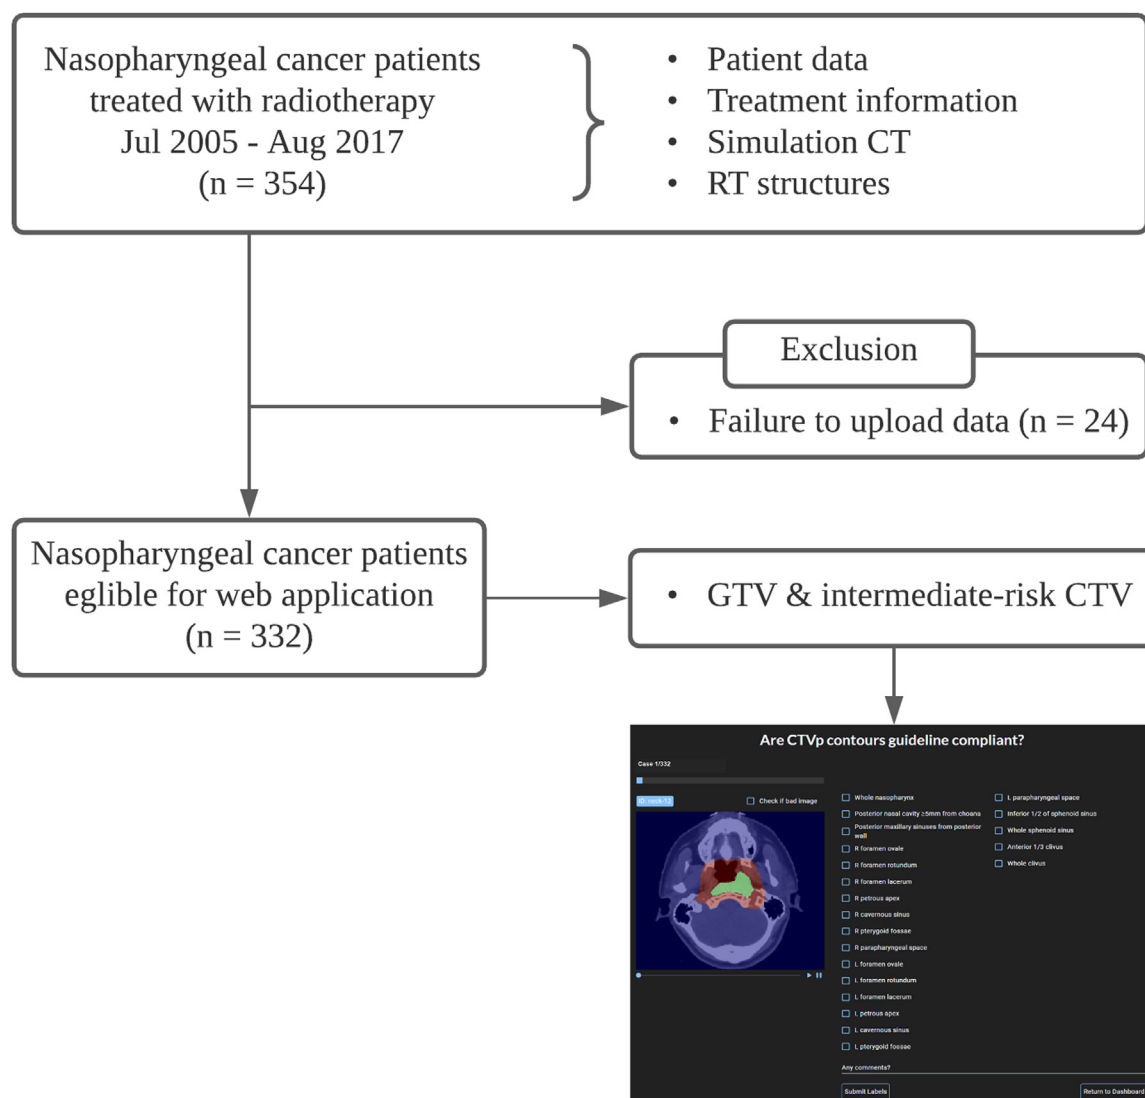 Nasopharyngeal cancer patients
treated with radiotherapy
Jul 2005 - Aug 2017
(n = 354)
• Patient data
• Treatment information
• Simulation CT
• RT structures
Exclusion
• Failure to upload data (n = 24)
Nasopharyngeal cancer patients
eglible for web application
(n = 332)
• GTV & intermediate-risk CTV
Are CTVp contours guideline compliant?
Case 1/332
ID: neck-12
Check if bad image
Whole nasopharynx
Posterior nasal cavity ≥5mm from choana
Posterior maxillary sinuses from posterior
wall
R foramen ovale
R foramen rotundum
R foramen lacerum
R petrous apex
R cavernous sinus
R pterygoid fossae
R parapharyngeal space
L foramen ovale
L foramen rotundum
L foramen lacerum
L petrous apex
L cavernous sinus
L pterygoid fossae
L parapharyngeal space
Inferior 1/2 of sphenoid sinus
Whole sphenoid sinus
Anterior 1/3 clivus
Whole clivus
Any comments?
Submit Labels
Return to Dashboard